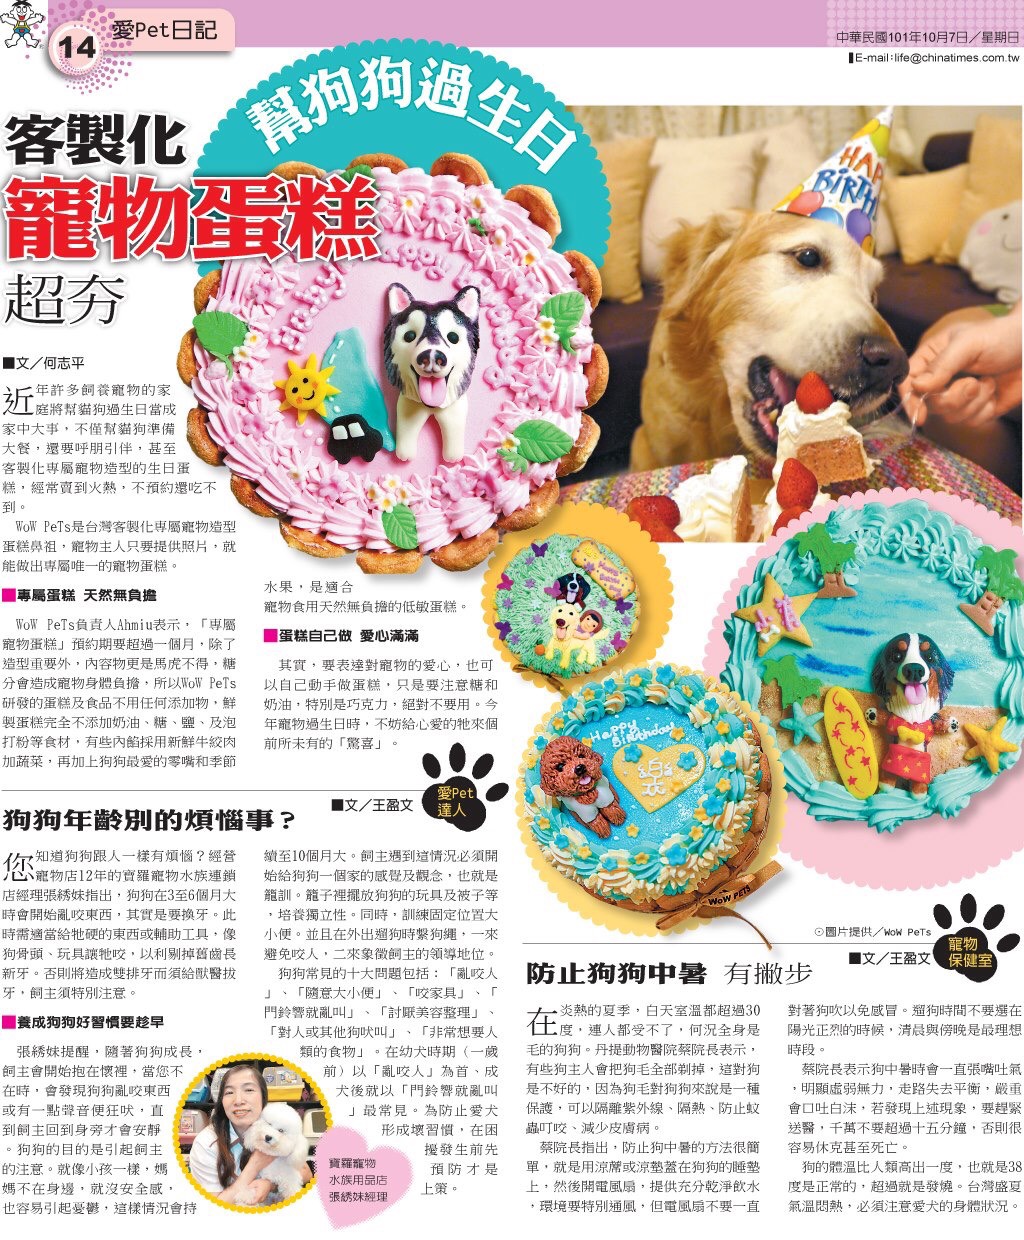 14
愛Pet日記
中華民國101年10月7日／星期日
E-mail:life@chinatimes.com.tw
幫狗狗過生日
客製化
寵物蛋糕
超夯
■文／何志平
近年許多飼養寵物的家
庭將幫貓狗過生日當成
家中大事，不僅幫貓狗準備
大餐，還要呼朋引伴，甚至
客製化專屬寵物造型的生日蛋
糕，經常賣到火熱，不預約還吃不
到。
WoW PeTs是台灣客製化專屬寵物造型
蛋糕鼻祖，寵物主人只要提供照片，就
能做出專屬唯一的寵物蛋糕。
■專屬蛋糕 天然無負擔
WoW PeTs負責人Ahmiu表示，「專屬
寵物蛋糕」預約期要超過一個月，除了
造型重要外，內容物更是馬虎不得，糖
分會造成寵物身體負擔，所以WoW PeTs
研發的蛋糕及食品不用任何添加物，鮮
製蛋糕完全不添加奶油、糖、鹽、及泡
打粉等食材，有些內餡採用新鮮牛絞肉
加蔬菜，再加上狗狗最愛的零嘴和季節
水果，是適合
寵物食用天然無負擔的低敏蛋糕。
■蛋糕自己做 愛心滿滿
其實，要表達對寵物的愛心，也可
以自己動手做蛋糕，只是要注意糖和
奶油，特別是巧克力，絕對不要用。今
年寵物過生日時，不妨給心愛的牠來個
前所未有的「驚喜」。
HAP
BIRTH
Happy
Birthday
WoW PETS
⊙圖片提供／WoW PeTs
狗狗年齡別的煩惱事？
■文／王盈文
愛Pet
達人
您知道狗狗跟人一樣有煩惱？經營
寵物店12年的寶羅寵物水族連鎖
店經理張綉妹指出，狗狗在3至6個月大
時會開始亂咬東西，其實是要換牙。此
時需適當給牠硬的東西或輔助工具，像
狗骨頭、玩具讓牠咬，以利剔掉舊齒長
新牙。否則將造成雙排牙而須給獸醫拔
牙，飼主須特別注意。
■養成狗狗好習慣要趁早
張綉妹提醒，隨著狗狗成長，
飼主會開始抱在懷裡，當您不
在時，會發現狗狗亂咬東西
或有一點聲音便狂吠，直
到飼主回到身旁才會安靜
。狗狗的目的是引起飼主
的注意。就像小孩一樣，媽
媽不在身邊，就沒安全感，
也容易引起憂鬱，這樣情況會持
續至10個月大。飼主遇到這情況必須開
始給狗狗一個家的感覺及觀念，也就是
籠訓。籠子裡擺放狗狗的玩具及被子等
，培養獨立性。同時，訓練固定位置大
小便。並且在外出遛狗時繫狗繩，一來
避免咬人，二來象徵飼主的領導地位。
狗狗常見的十大問題包括：「亂咬人
」、「隨意大小便」、「咬家具」、「
門鈴響就亂叫」、「討厭美容整理」、
「對人或其他狗吠叫」、「非常想要人
類的食物」。在幼犬時期（一歲
前）以「亂咬人」為首、成
犬後就以「門鈴響就亂叫
」最常見。為防止愛犬
形成壞習慣，在困
擾發生前先
預防才是
上策。
寶羅寵物
水族用品店
張綉妹經理
防止狗狗中暑 有撇步
■文／王盈文
寵物
保健室
在炎熱的夏季，白天室溫都超過30
度，連人都受不了，何況全身是
毛的狗狗。丹提動物醫院蔡院長表示，
有些狗主人會把狗毛全部剃掉，這對狗
是不好的，因為狗毛對狗狗來說是一種
保護，可以隔離紫外線、隔熱、防止蚊
蟲叮咬、減少皮膚病。
蔡院長指出，防止狗中暑的方法很簡
單，就是用涼蓆或涼墊蓋在狗狗的睡墊
上，然後開電風扇，提供充分乾淨飲水
，環境要特別通風，但電風扇不要一直
對著狗吹以免感冒。遛狗時間不要選在
陽光正烈的時候，清晨與傍晚是最理想
時段。
蔡院長表示狗中暑時會一直張嘴吐氣
，明顯虛弱無力，走路失去平衡，嚴重
會口吐白沫，若發現上述現象，要趕緊
送醫，千萬不要超過十五分鐘，否則很
容易休克甚至死亡。
狗的體溫比人類高出一度，也就是38
度是正常的，超過就是發燒。台灣盛夏
氣溫悶熱，必須注意愛犬的身體狀況。